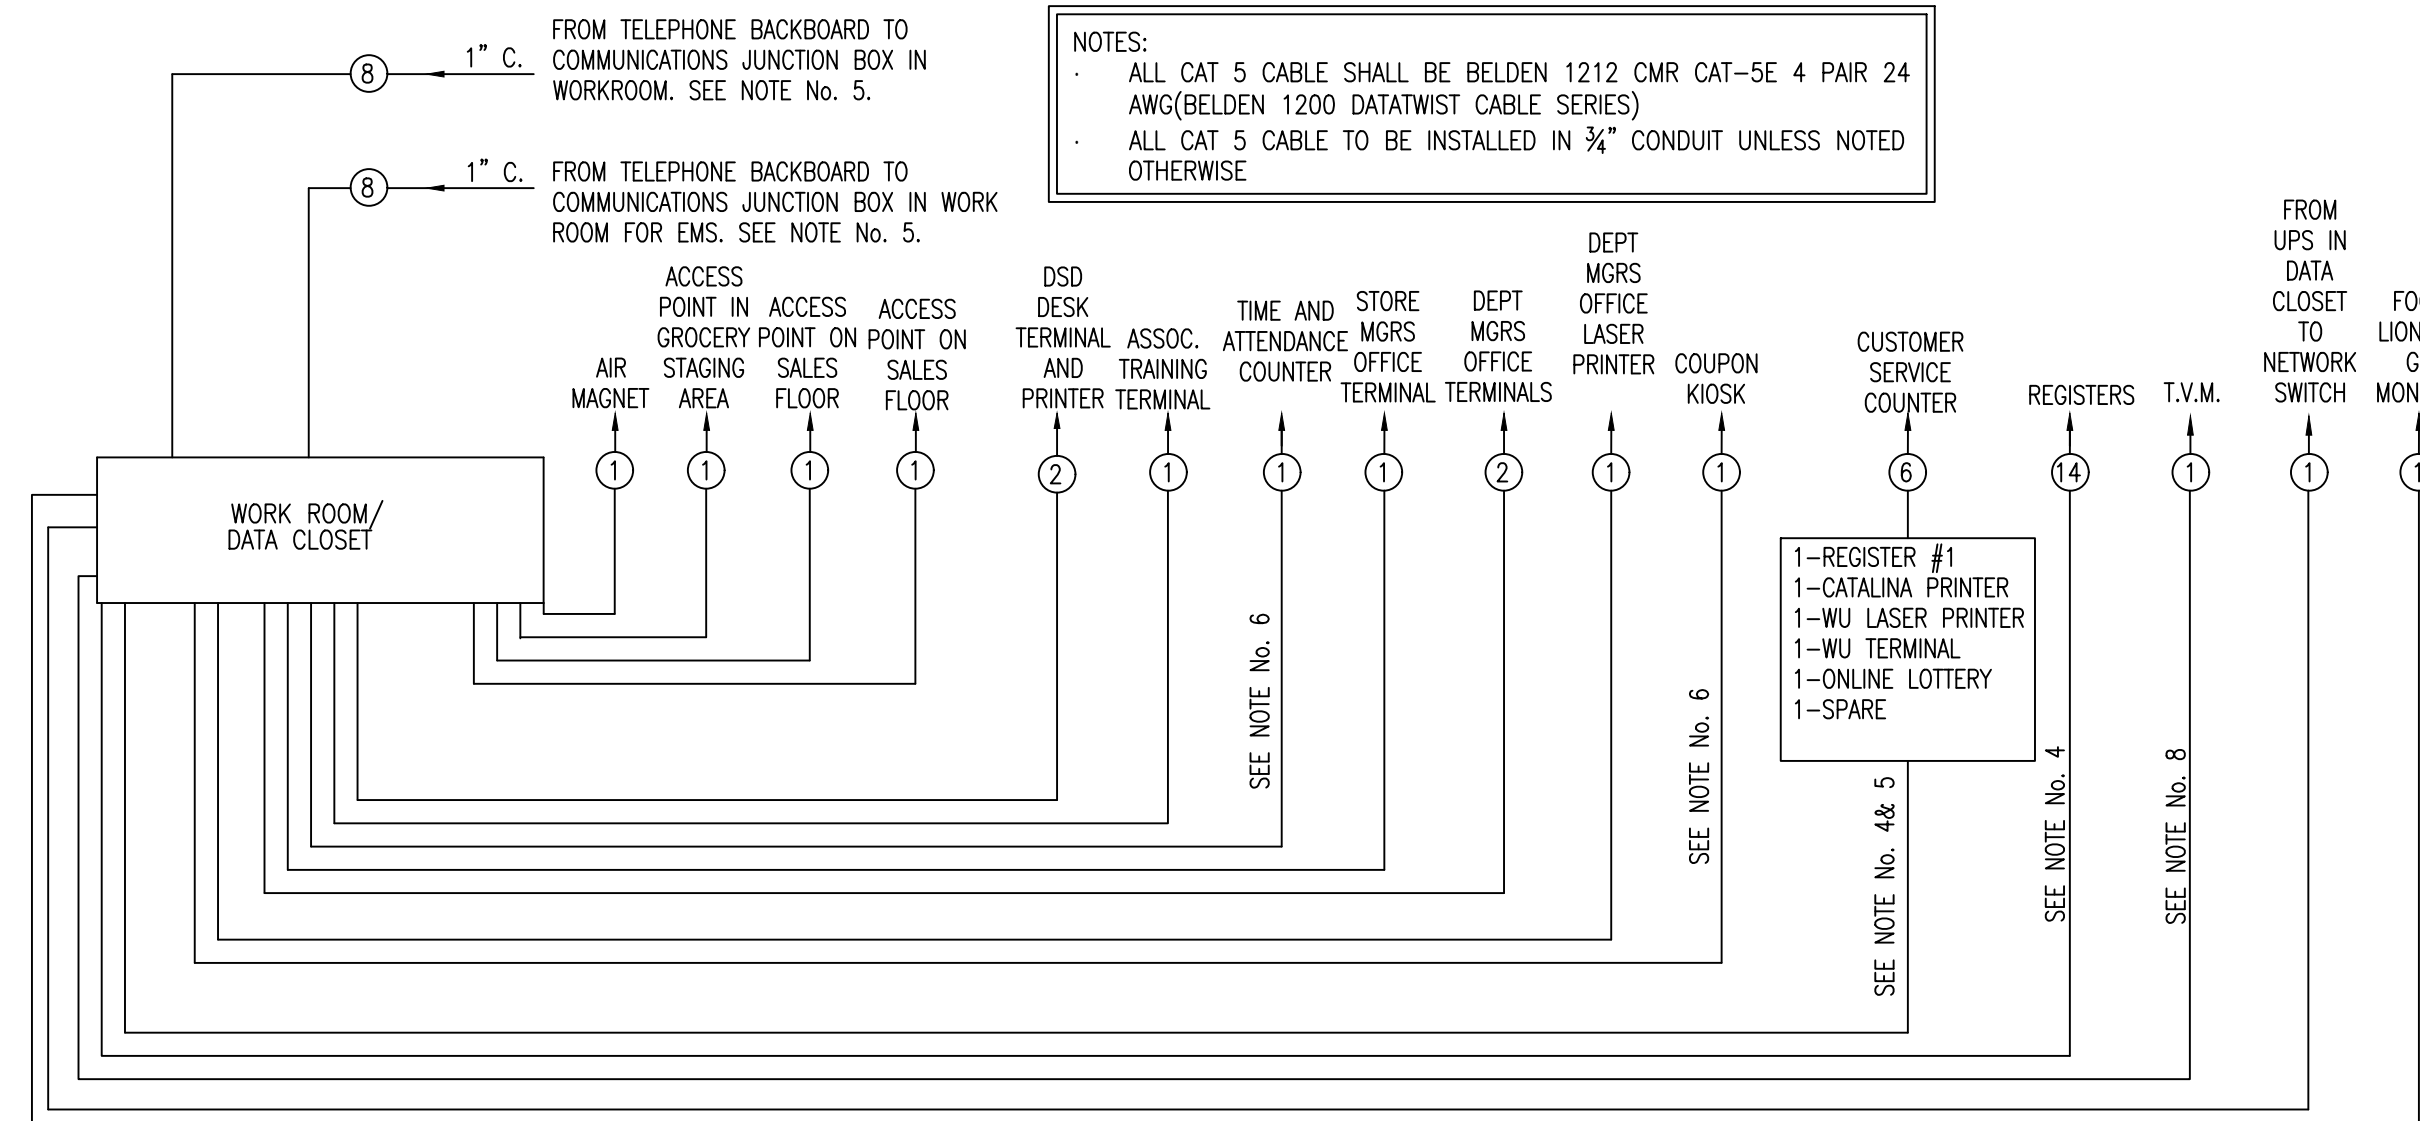 1" C.
FROM TELEPHONE BACKBOARD TO
COMMUNICATIONS JUNCTION BOX IN
WORKROOM. SEE NOTE No. 5.
8
1" C.
FROM TELEPHONE BACKBOARD TO
COMMUNICATIONS JUNCTION BOX IN WORK
ROOM FOR EMS. SEE NOTE No. 5.
8
NOTES:
· ALL CAT 5 CABLE SHALL BE BELDEN 1212 CMR CAT-5E 4 PAIR 24
AWG(BELDEN 1200 DATATWIST CABLE SERIES)
· ALL CAT 5 CABLE TO BE INSTALLED IN ¾" CONDUIT UNLESS NOTED
OTHERWISE
WORK ROOM/
DATA CLOSET
AIR
MAGNET
1
ACCESS
POINT IN
GROCERY
STAGING
AREA
1
ACCESS
POINT ON
SALES
FLOOR
1
ACCESS
POINT ON
SALES
FLOOR
1
DSD
DESK
TERMINAL
AND
PRINTER
2
ASSOC.
TRAINING
TERMINAL
1
TIME AND
ATTENDANCE
COUNTER
1
SEE NOTE No. 6
STORE
MGRS
OFFICE
TERMINAL
1
DEPT
MGRS
OFFICE
TERMINALS
2
DEPT
MGRS
OFFICE
LASER
PRINTER
1
COUPON
KIOSK
1
SEE NOTE No. 6
CUSTOMER
SERVICE
COUNTER
6
1-REGISTER #1
1-CATALINA PRINTER
1-WU LASER PRINTER
1-WU TERMINAL
1-ONLINE LOTTERY
1-SPARE
SEE NOTE No. 4& 5
REGISTERS
14
SEE NOTE No. 4
T.V.M.
1
SEE NOTE No. 8
FROM
UPS IN
DATA
CLOSET
TO
NETWORK
SWITCH
1
LION
1